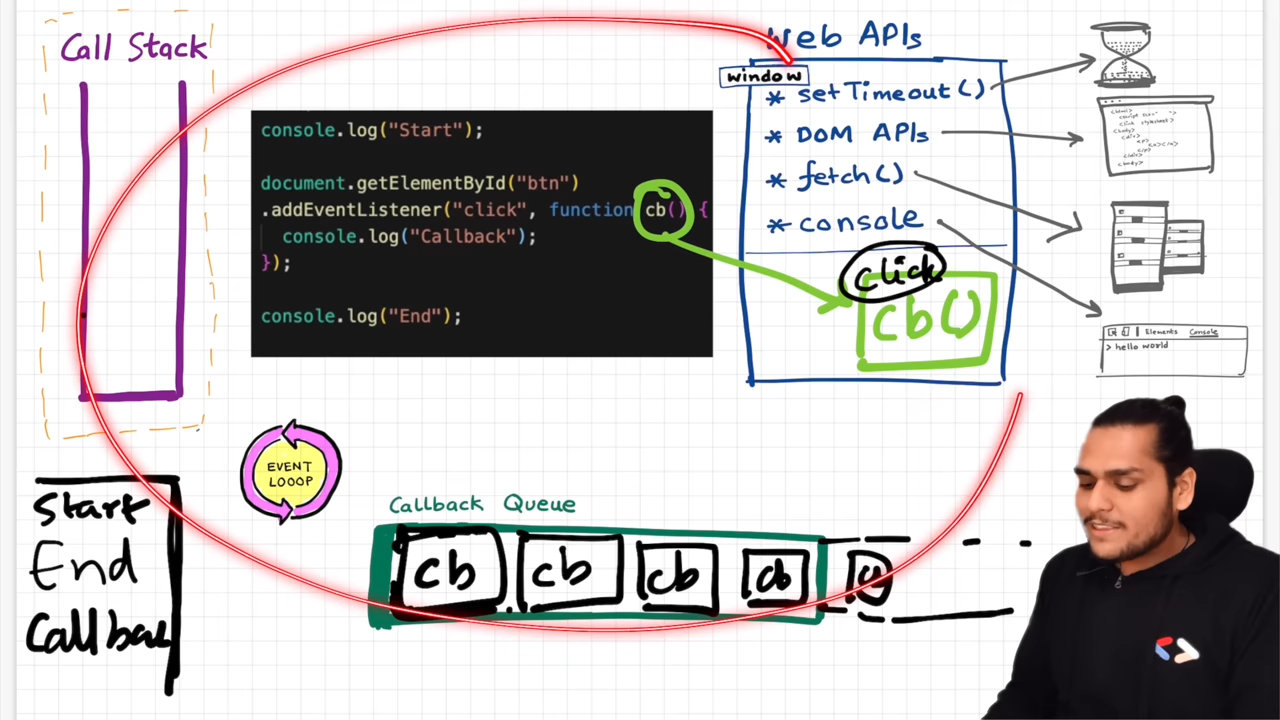 Call Stack
console.log("Start");
document.getElementById("btn")
.addEventListener("click", function cb() {
console.log("Callback");
});
console.log("End");
Web APIs
window
* setTimeout()
* DOM APIs
* fetch()
* console
click
cb()
Elements Console
> hello world
EVENT
LOOOP
Start
End
Callbac
Callback Queue
cb cb cb cb